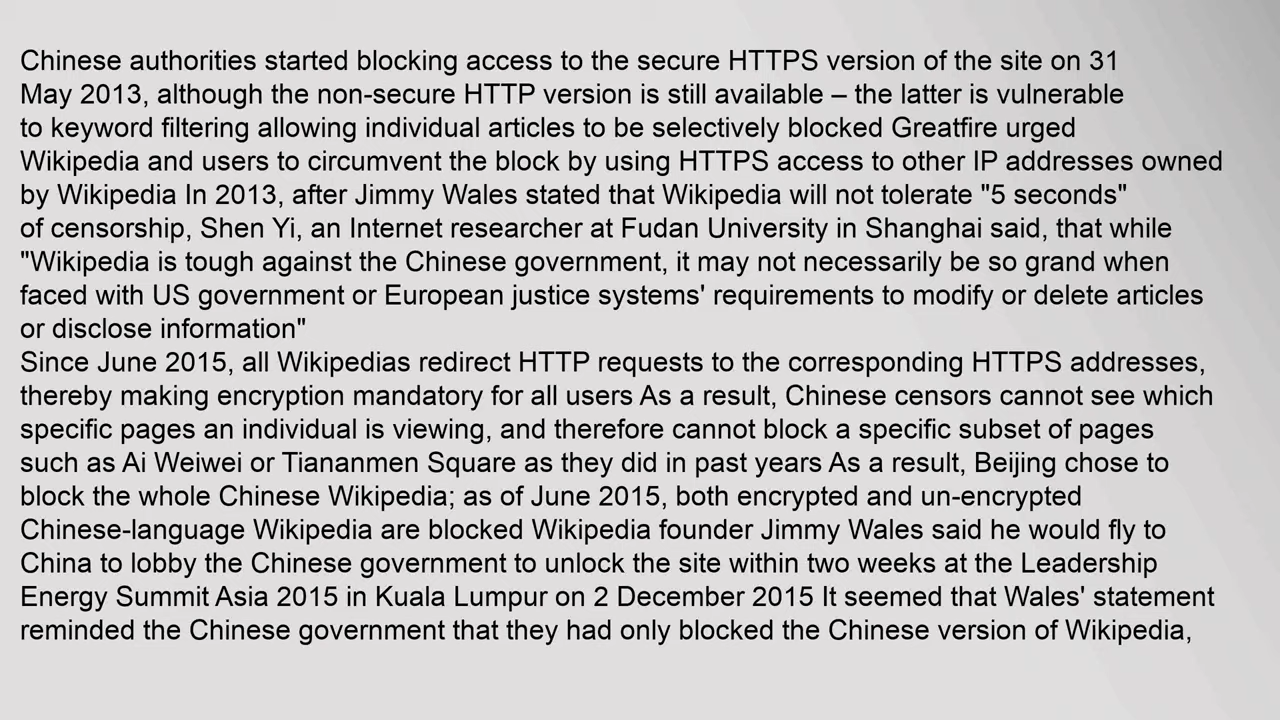 Chinese authorities started blocking access to the secure HTTPS version of the site on 31
May 2013, although the non-secure HTTP version is still available – the latter is vulnerable
to keyword filtering allowing individual articles to be selectively blocked Greatfire urged
Wikipedia and users to circumvent the block by using HTTPS access to other IP addresses owned
by Wikipedia In 2013, after Jimmy Wales stated that Wikipedia will not tolerate "5 seconds"
of censorship, Shen Yi, an Internet researcher at Fudan University in Shanghai said, that while
"Wikipedia is tough against the Chinese government, it may not necessarily be so grand when
faced with US government or European justice systems' requirements to modify or delete articles
or disclose information"
Since June 2015, all Wikipedias redirect HTTP requests to the corresponding HTTPS addresses,
thereby making encryption mandatory for all users As a result, Chinese censors cannot see which
specific pages an individual is viewing, and therefore cannot block a specific subset of pages
such as Ai Weiwei or Tiananmen Square as they did in past years As a result, Beijing chose to
block the whole Chinese Wikipedia; as of June 2015, both encrypted and un-encrypted
Chinese-language Wikipedia are blocked Wikipedia founder Jimmy Wales said he would fly to
China to lobby the Chinese government to unlock the site within two weeks at the Leadership
Energy Summit Asia 2015 in Kuala Lumpur on 2 December 2015 It seemed that Wales' statement
reminded the Chinese government that they had only blocked the Chinese version of Wikipedia,